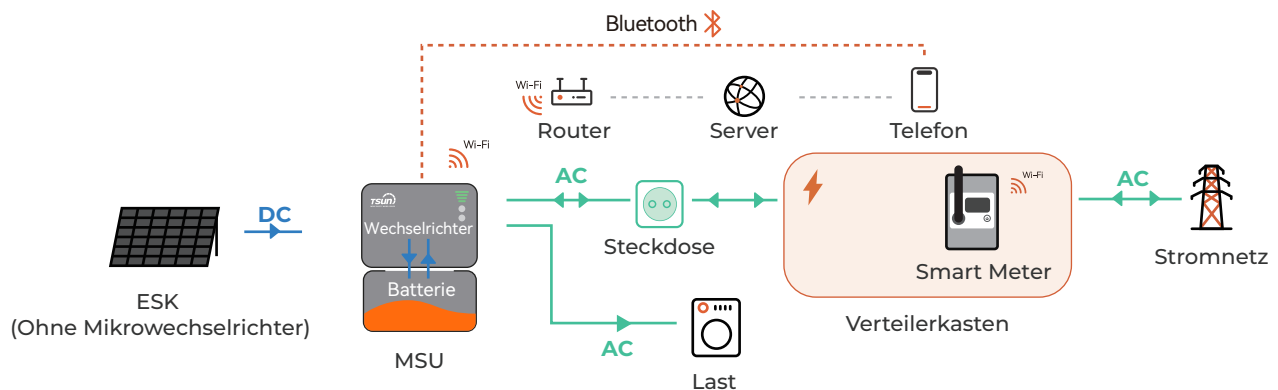 Bluetooth
Wi-Fi
Router
Server
Telefon
Wi-Fi
TSUN
Wechselrichter
Batterie
MSU
DC
ESK
(Ohne Mikrowechselrichter)
AC
Steckdose
AC
Last
Wi-Fi
Smart Meter
Verteilerkasten
AC
Stromnetz